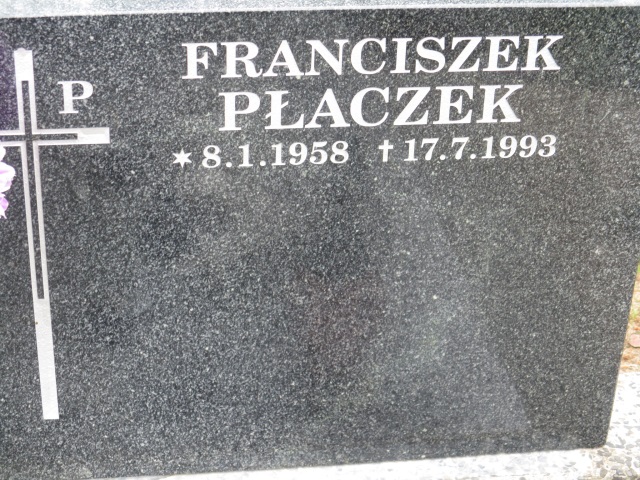 P
FRANCISZEK
PŁACZEK
★ 8.1.1958 † 17.7.1993